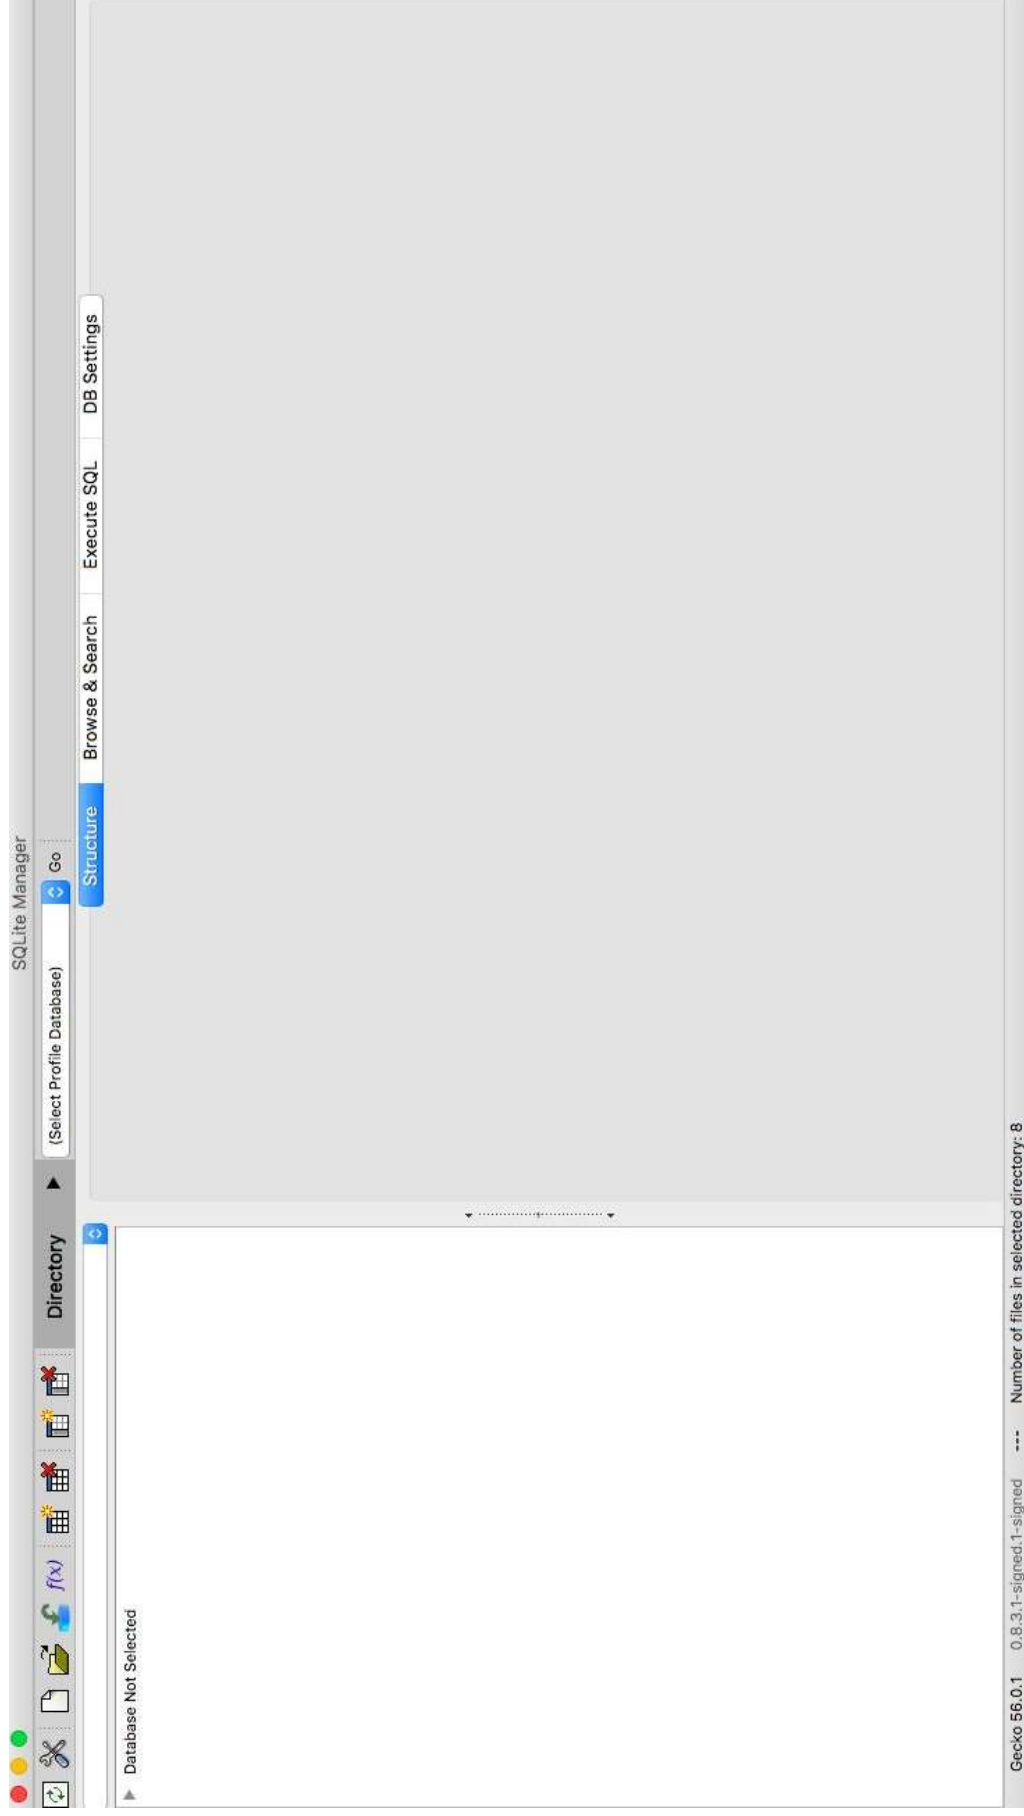 SQLite Manager
f(x) Directory (Select Profile Database) Go
Structure Browse & Search Execute SQL DB Settings
Database Not Selected
Gecko 56.0.1 0.8.3.1-signed.1-signed --- Number of files in selected directory: 8